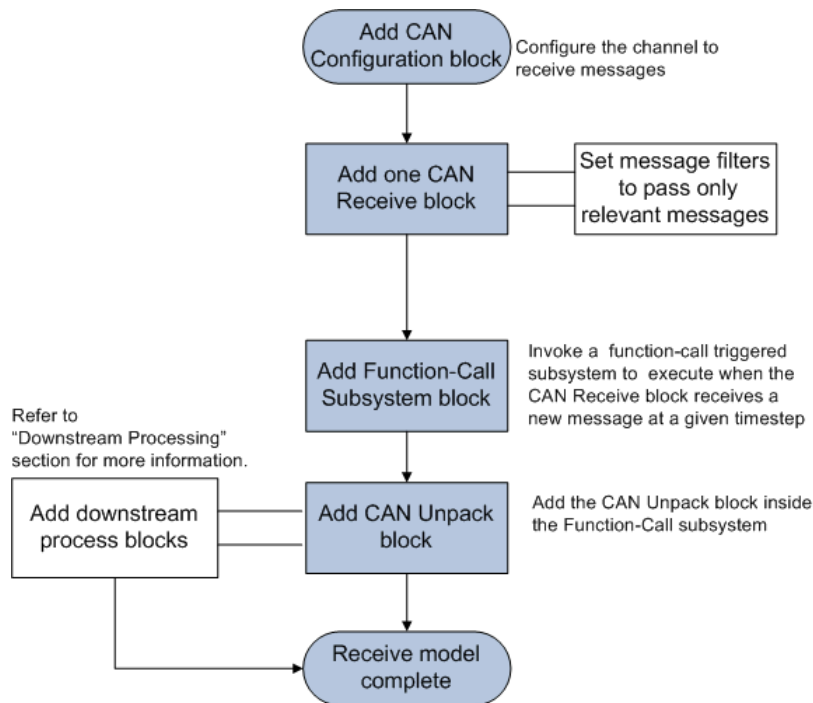 Add CAN
Configuration block
Configure the channel to
receive messages
Add one CAN
Receive block
Set message filters
to pass only
relevant messages
Add Function-Call
Subsystem block
Invoke a function-call triggered
subsystem to execute when the
CAN Receive block receives a
new message at a given timestep
Refer to
“Downstream Processing”
section for more information.
Add downstream
process blocks
Add CAN Unpack
block
Add the CAN Unpack block inside
the Function-Call subsystem
Receive model
complete